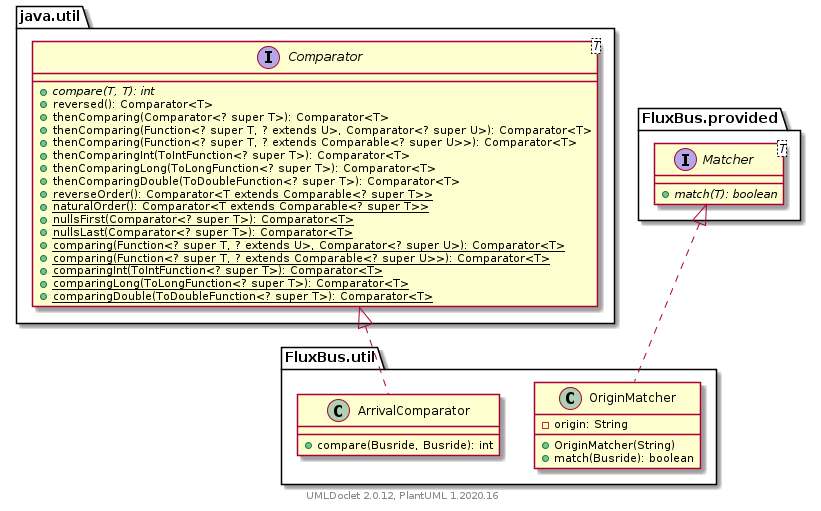 java.util
I Comparator T
compare(T, T): int
reversed(): Comparator<T>
thenComparing(Comparator<? super T>): Comparator<T>
thenComparing(Function<? super T, ? extends U>, Comparator<? super U>): Comparator<T>
thenComparing(Function<? super T, ? extends Comparable<? super U>>): Comparator<T>
thenComparingInt(ToIntFunction<? super T>): Comparator<T>
thenComparingLong(ToLongFunction<? super T>): Comparator<T>
thenComparingDouble(ToDoubleFunction<? super T>): Comparator<T>
reverseOrder(): Comparator<T extends Comparable<? super T>>
naturalOrder(): Comparator<T extends Comparable<? super T>>
nullsFirst(Comparator<? super T>): Comparator<T>
nullsLast(Comparator<? super T>): Comparator<T>
comparing(Function<? super T, ? extends U>, Comparator<? super U>): Comparator<T>
comparing(Function<? super T, ? extends Comparable<? super U>>): Comparator<T>
comparingInt(ToIntFunction<? super T>): Comparator<T>
comparingLong(ToLongFunction<? super T>): Comparator<T>
comparingDouble(ToDoubleFunction<? super T>): Comparator<T>
FluxBus.provided
I Matcher T
match(T): boolean
FluxBus.util
C ArrivalComparator
compare(Busride, Busride): int
C OriginMatcher
origin: String
OriginMatcher(String)
match(Busride): boolean
UMLDoclet 2.0.12, PlantUML 1.2020.16